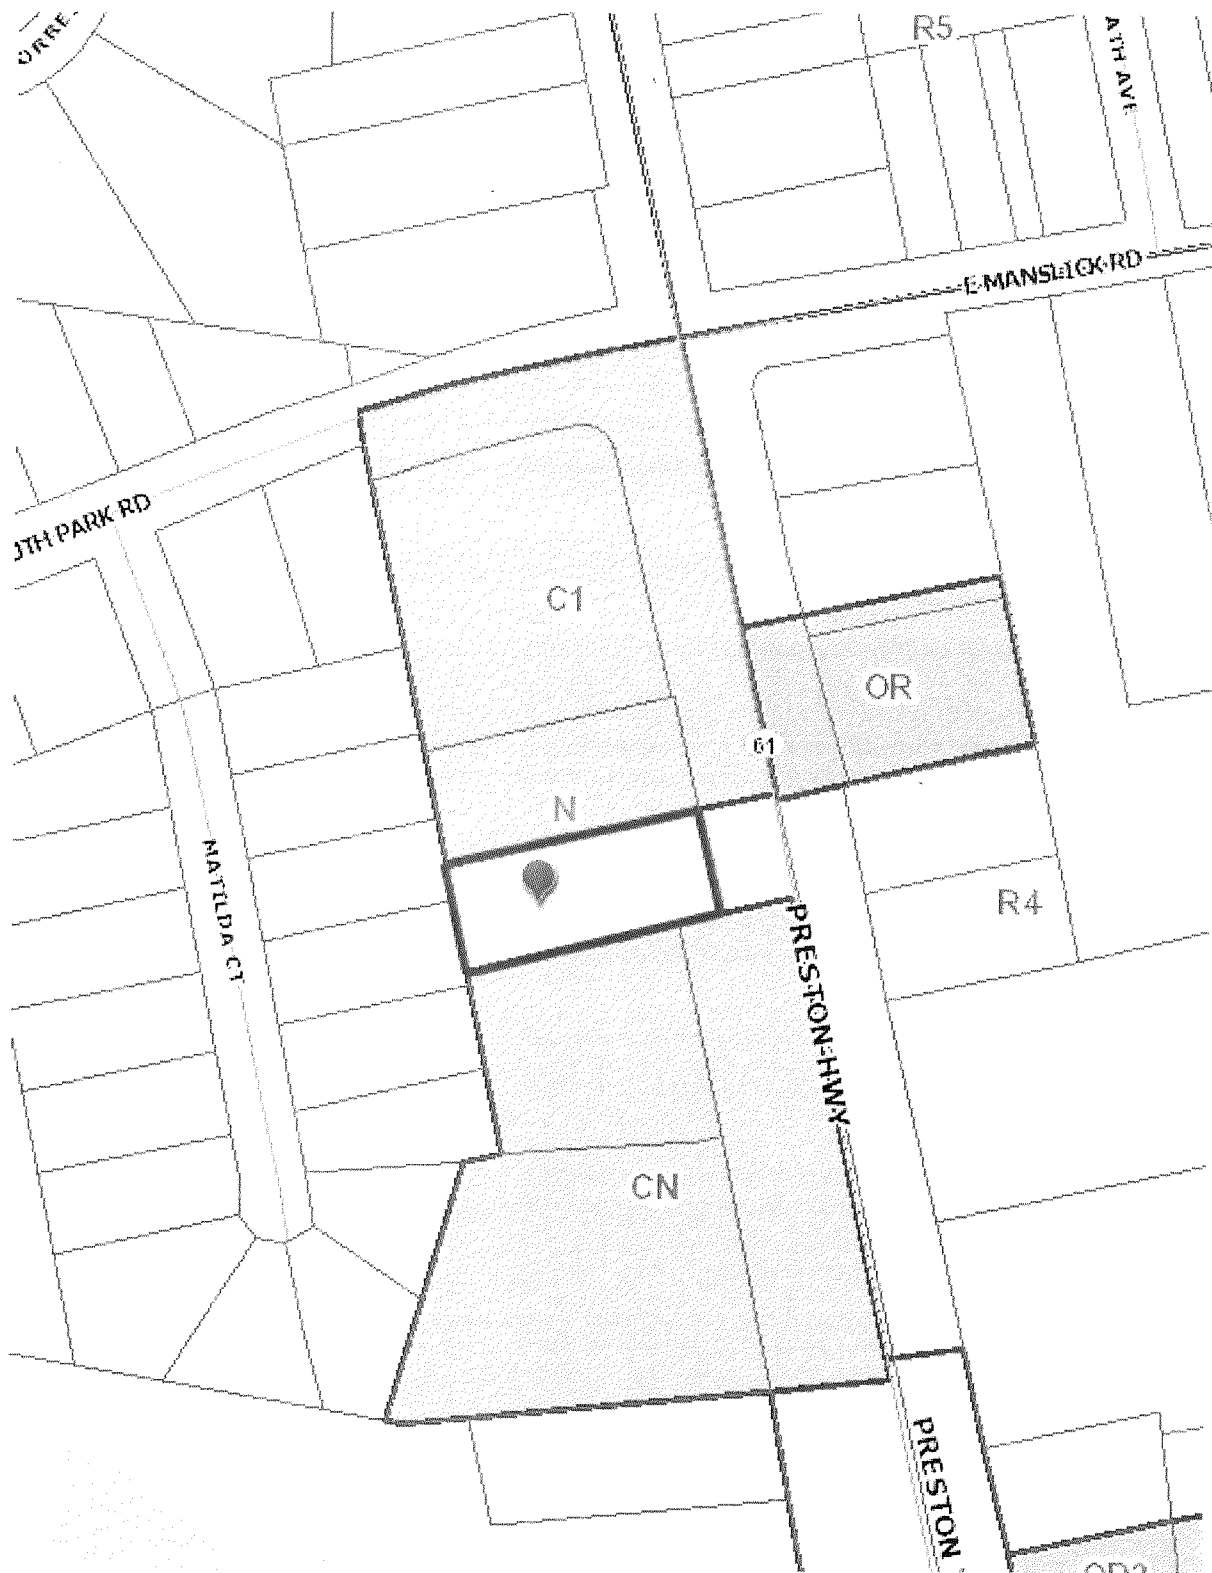 R5
E MANSLICK RD
PARK RD
C1
OR
61
N
MATILDA CT
R4
PRESTON HWY
CN
PRESTON